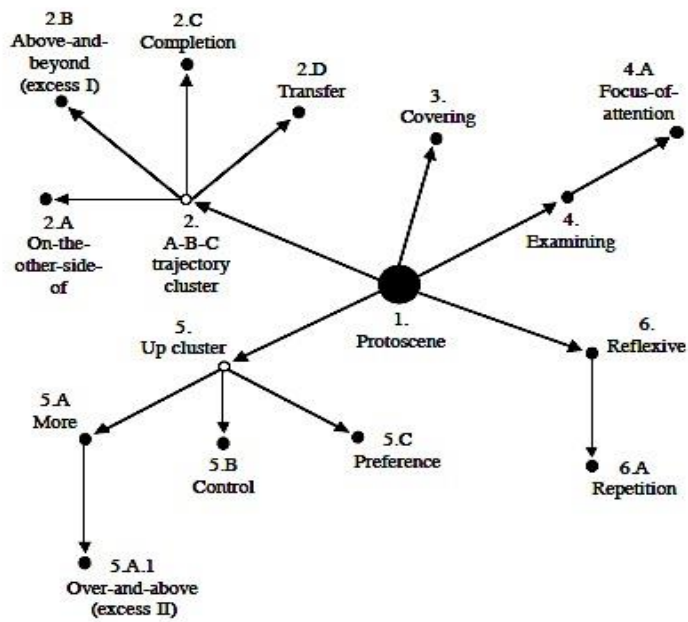 2.B
Above-and-
beyond
(excess I)
2.C
Completion
2.D
Transfer
3.
Covering
4.A
Focus-of-
attention
2.A
On-the-
other-side-
of
2.
A-B-C
trajectory
cluster
4.
Examining
1.
Protoscene
5.
Up cluster
6.
Reflexive
5.A
More
5.B
Control
5.C
Preference
6.A
Repetition
5.A.1
Over-and-above
(excess II)